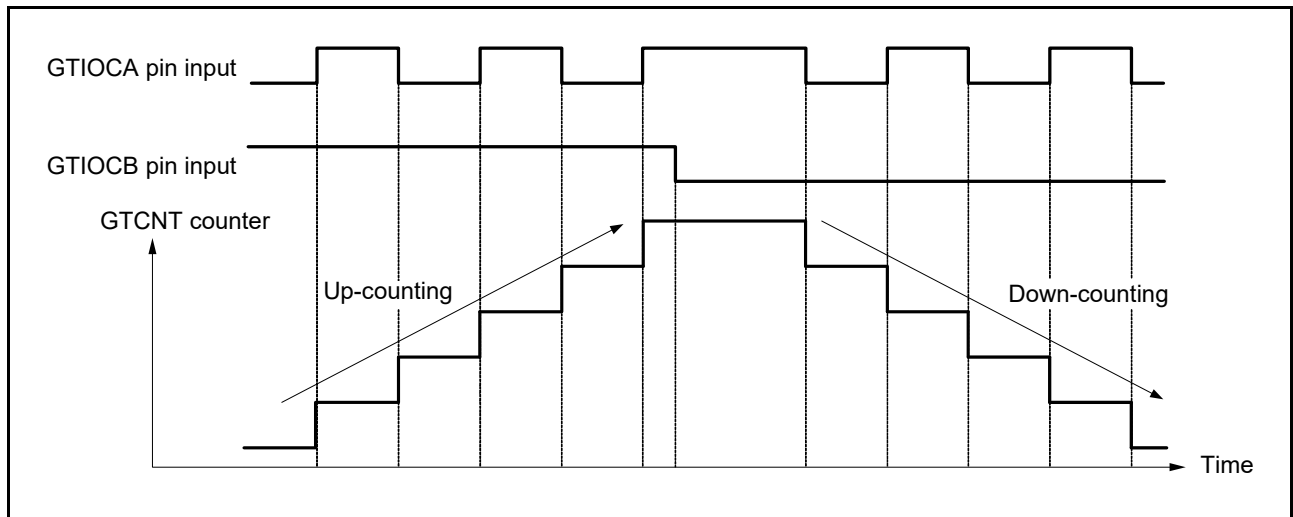 GTIOCA pin input
GTIOCB pin input
GTCNT counter
Up-counting
Down-counting
Time